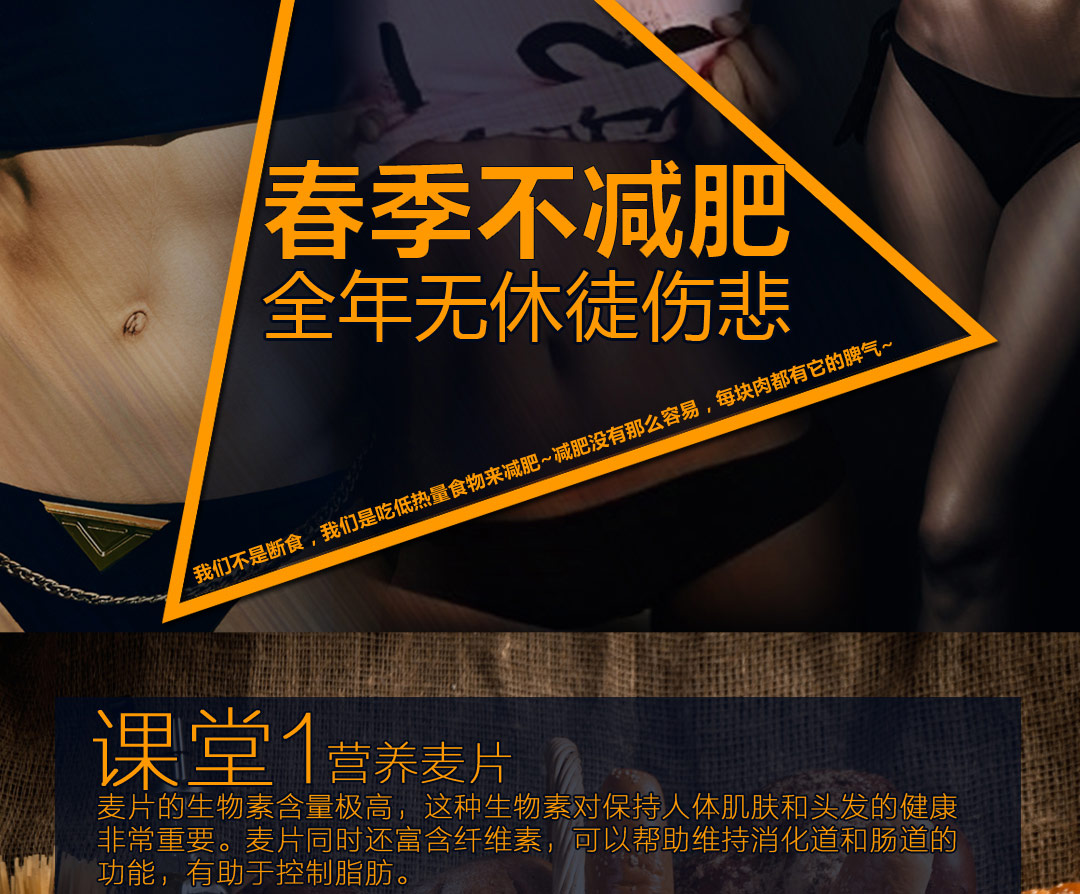 春季不减肥
全年无休徒伤悲
我们不是断食，我们是吃低热量食物来减肥~减肥没有那么容易，每块肉都有它的脾气~
课堂1 营养麦片
麦片的生物素含量极高，这种生物素对保持人体肌肤和头发的健康
非常重要。麦片同时还富含纤维素，可以帮助维持消化道和肠道的
功能，有助于控制脂肪。